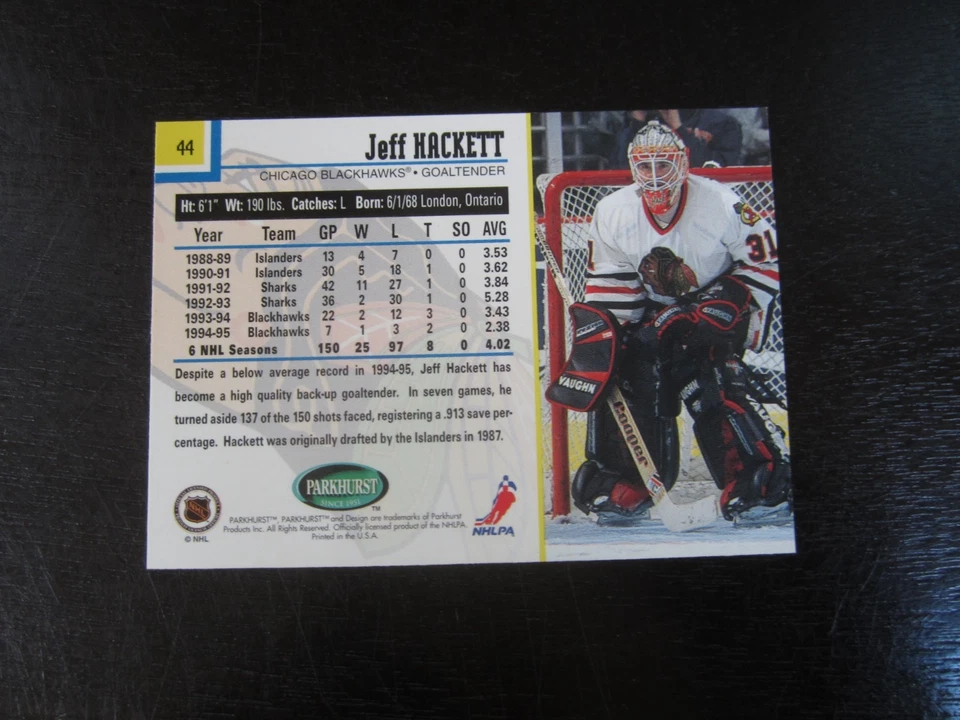 44
Jeff HACKETT
CHICAGO BLACKHAWKS® • GOALTENDER
Ht: 6'1" Wt: 190 lbs. Catches: L Born: 6/1/68 London, Ontario
Year Team GP W L T SO AVG
1988-89 Islanders 13 4 7 0 0 3.53
1990-91 Islanders 30 5 18 1 0 3.62
1991-92 Sharks 42 11 27 1 0 3.84
1992-93 Sharks 36 2 30 1 0 5.28
1993-94 Blackhawks 22 2 12 3 0 3.43
1994-95 Blackhawks 7 1 3 2 0 2.38
6 NHL Seasons 150 25 97 8 0 4.02
Despite a below average record in 1994-95, Jeff Hackett has
become a high quality back-up goaltender. In seven games, he
turned aside 137 of the 150 shots faced, registering a .913 save per-
centage. Hackett was originally drafted by the Islanders in 1987.
NHL
© NHL
PARKHURST
SINCE 1951
™
PARKHURST™, PARKHURST™ and Design are trademarks of Parkhurst
Products Inc. All Rights Reserved. Officially licensed product of the NHLPA.
Printed in the U.S.A.
NHLPA
31
VAUGHN
VAUGHN
VAUG
cooper